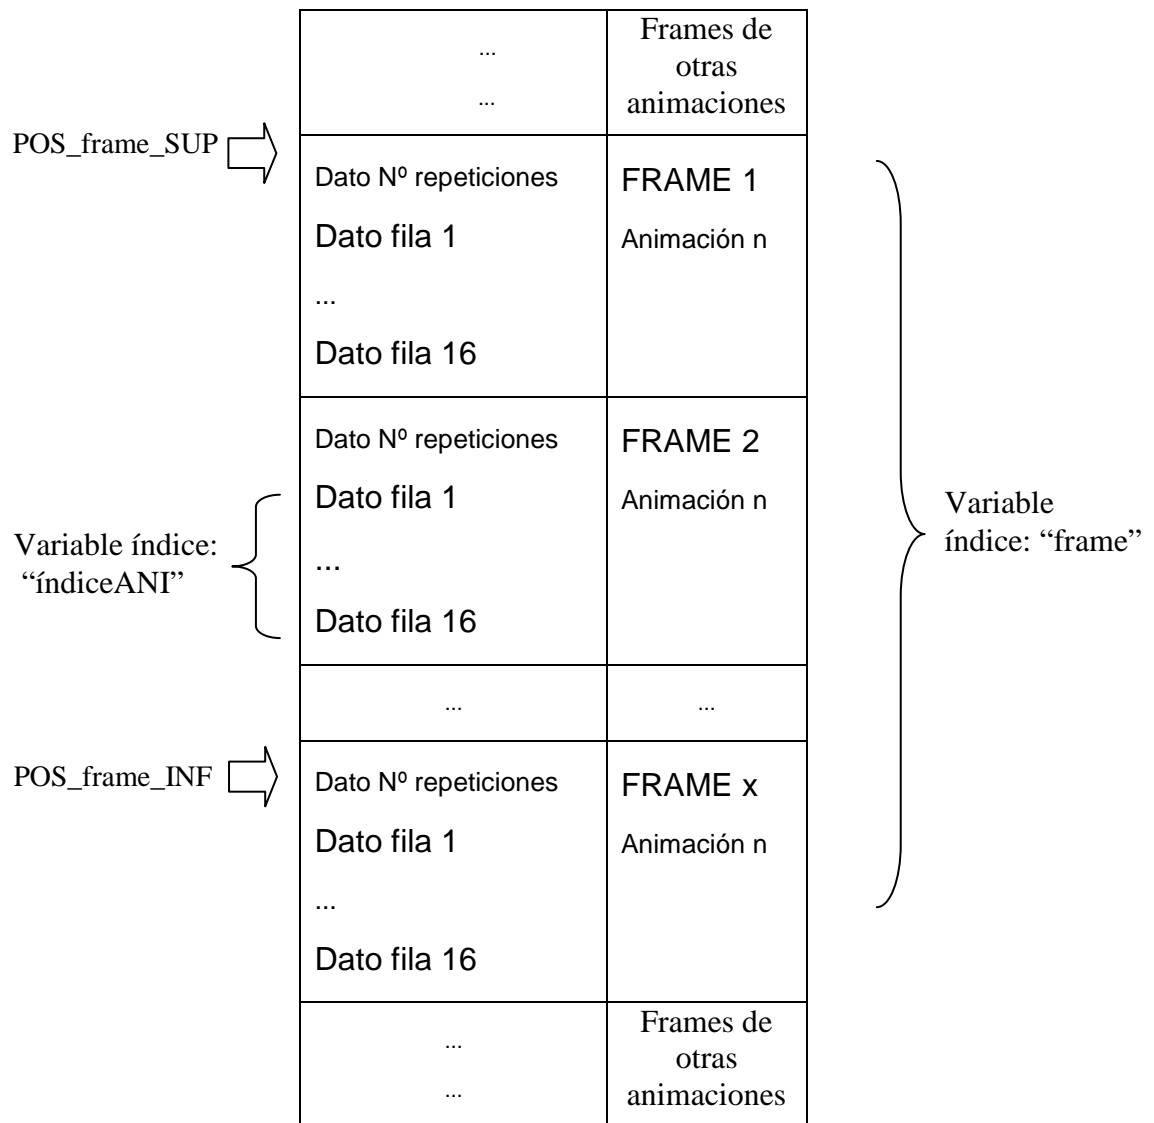 ...
...
Frames de
otras
animaciones
POS_frame_SUP
Dato Nº repeticiones
Dato fila 1
...
Dato fila 16
FRAME 1
Animación n
Dato Nº repeticiones
Dato fila 1
...
Dato fila 16
FRAME 2
Animación n
Variable índice:
“índiceANI”
Variable
índice: “frame”
...
...
POS_frame_INF
Dato Nº repeticiones
Dato fila 1
...
Dato fila 16
FRAME x
Animación n
...
...
Frames de
otras
animaciones